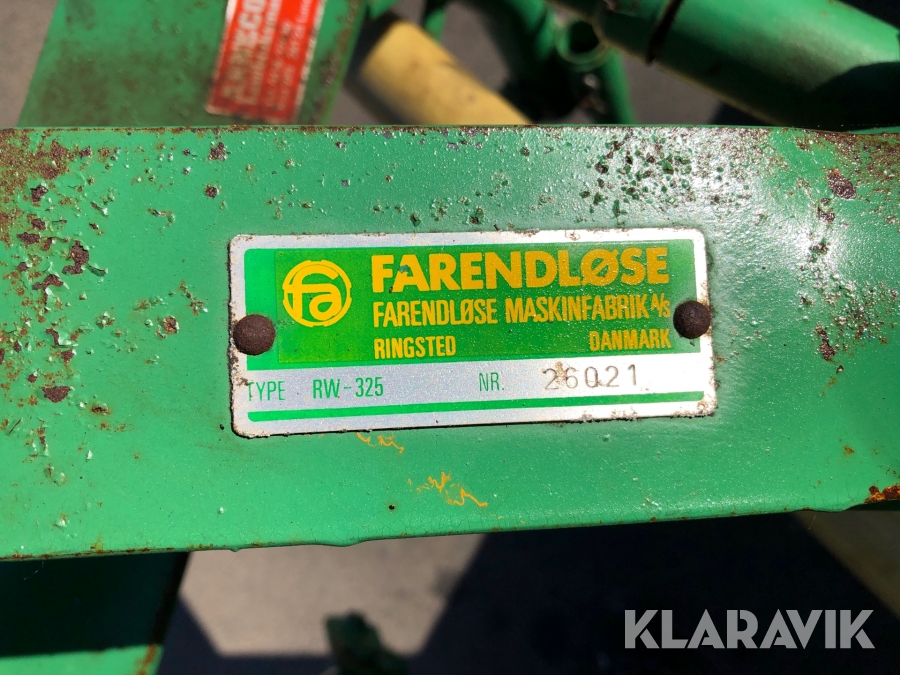 fa FARENDLØSE
FARENDLØSE MASKINFABRIK A/S
RINGSTED DANMARK
TYPE RW-325 NR. 26021
KLARAVIK